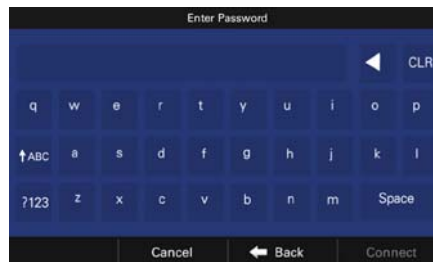 Enter Password
CLR
q w e r t y u i o p
ABC a s d f g h j k l
?123 z x c v b n m Space
Cancel Back Connect